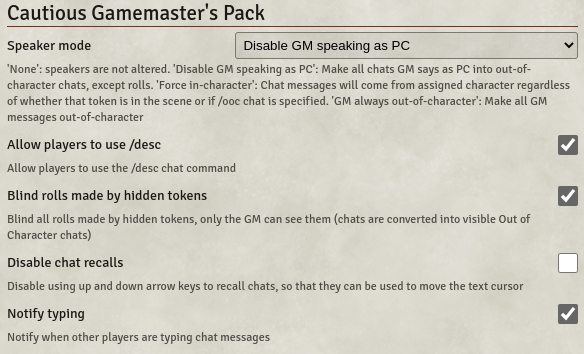 Cautious Gamemaster's Pack
Speaker mode
Disable GM speaking as PC
'None': speakers are not altered. 'Disable GM speaking as PC': Make all chats GM says as PC into out-of-
character chats, except rolls. 'Force in-character': Chat messages will come from assigned character regardless
of whether that token is in the scene or if /ooc chat is specified. 'GM always out-of-character': Make all GM
messages out-of-character
Allow players to use /desc
Allow players to use the /desc chat command
Blind rolls made by hidden tokens
Blind all rolls made by hidden tokens, only the GM can see them (chats are converted into visible Out of
Character chats)
Disable chat recalls
Disable using up and down arrow keys to recall chats, so that they can be used to move the text cursor
Notify typing
Notify when other players are typing chat messages